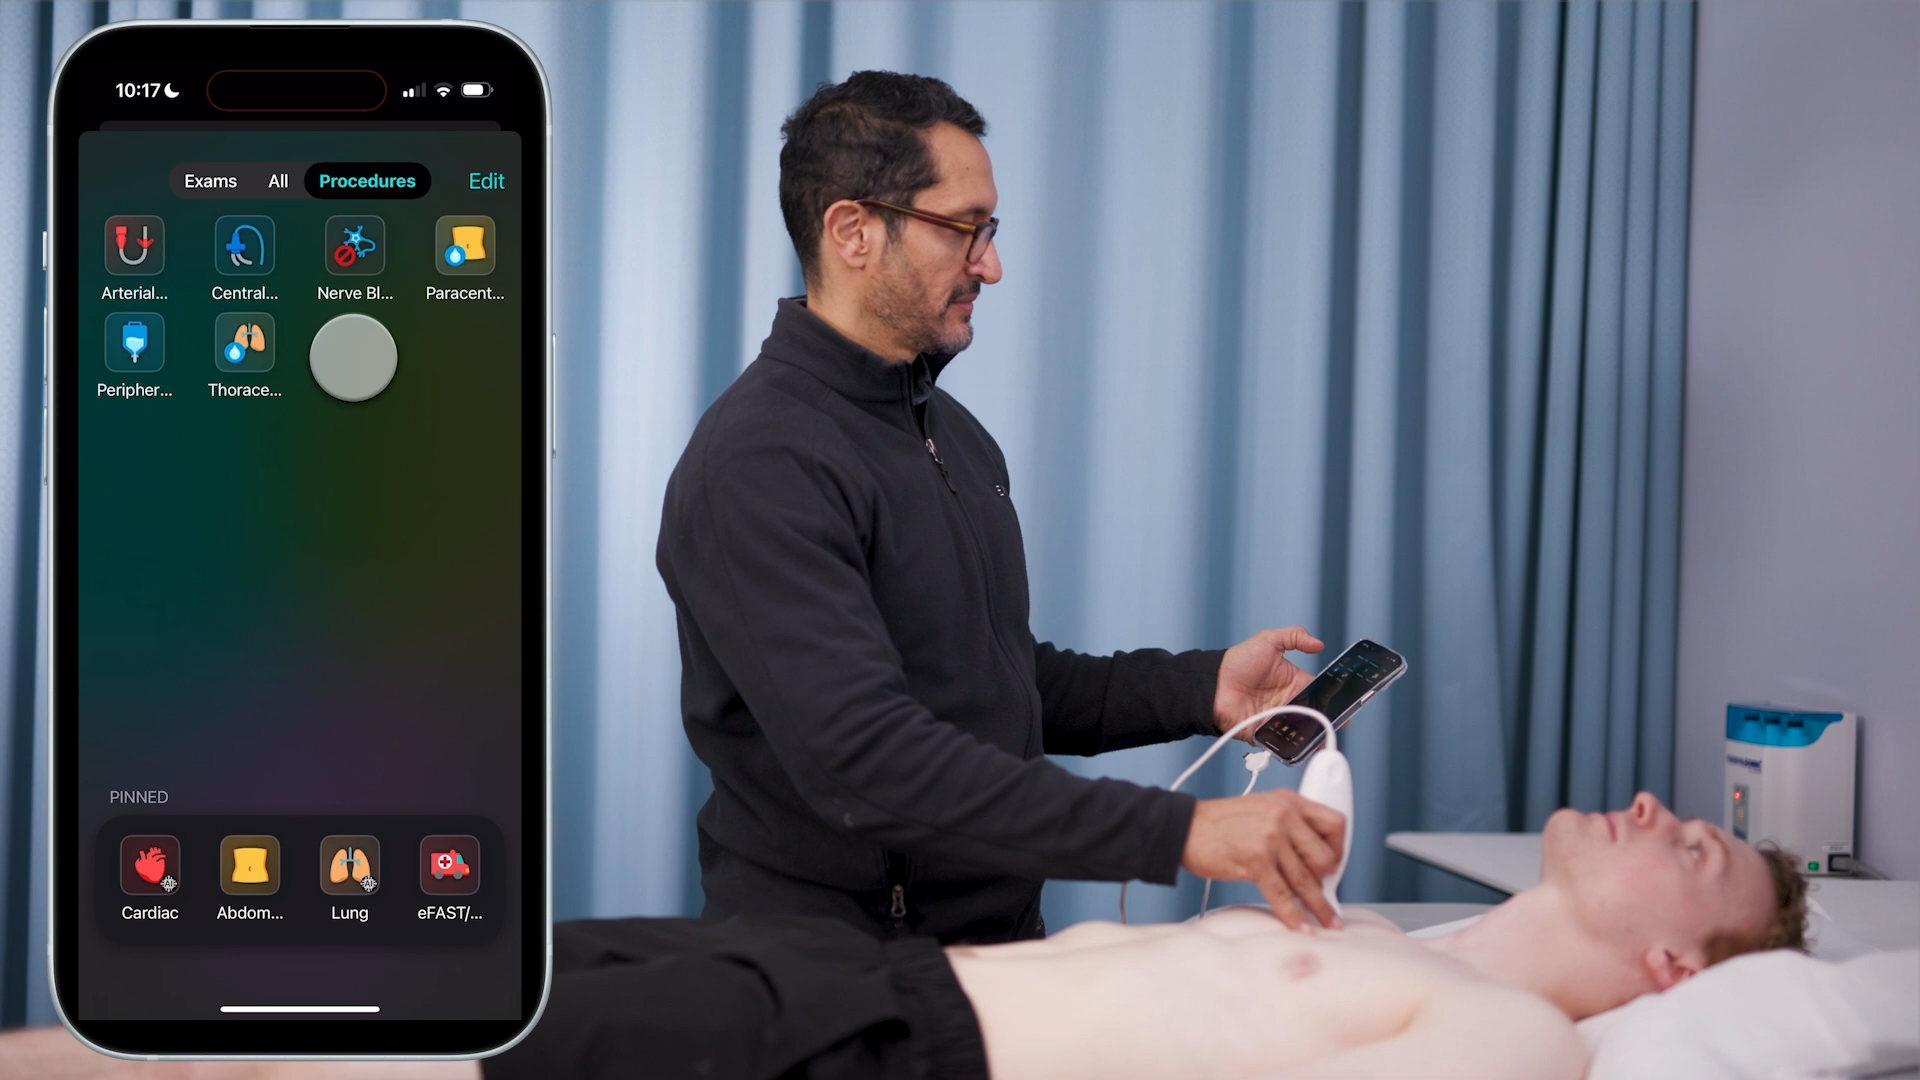 10:17
Exams All Procedures Edit
Arterial... Central... Nerve Bl... Paracent...
Peripher... Thorace...
PINNED
Cardiac Abdom... Lung eFAST/...